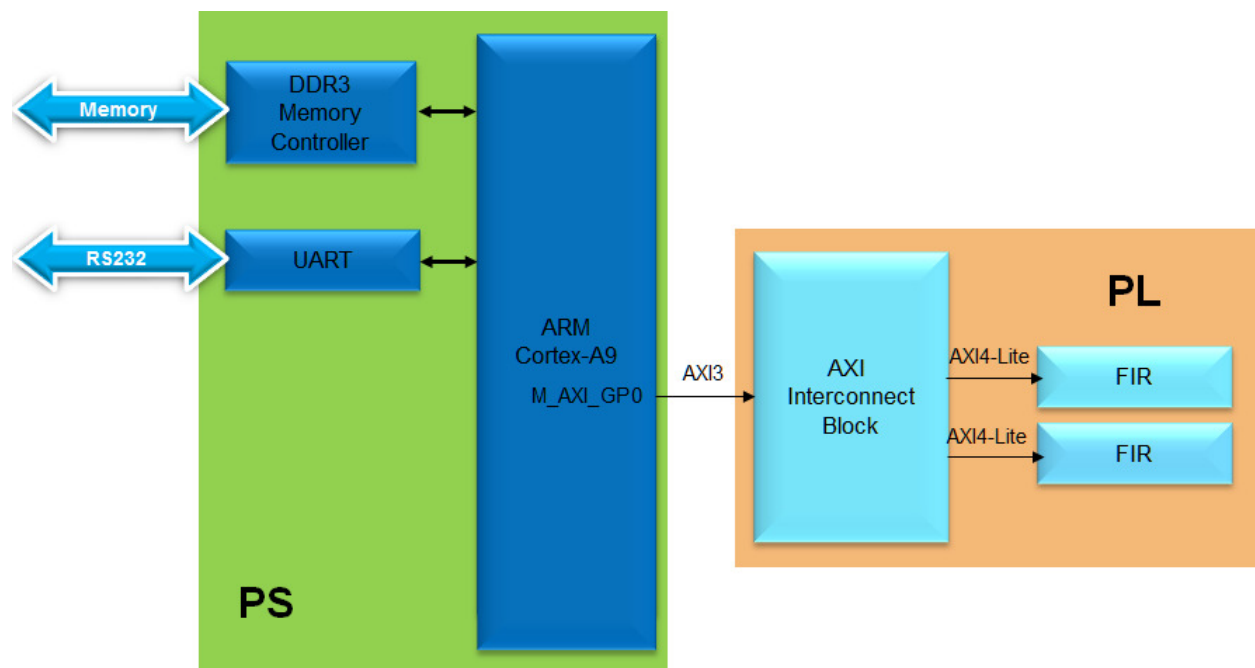 Memory
DDR3
Memory
Controller
RS232
UART
ARM
Cortex-A9
M_AXI_GP0
PS
AXI3
PL
AXI
Interconnect
Block
AXI4-Lite
FIR
AXI4-Lite
FIR